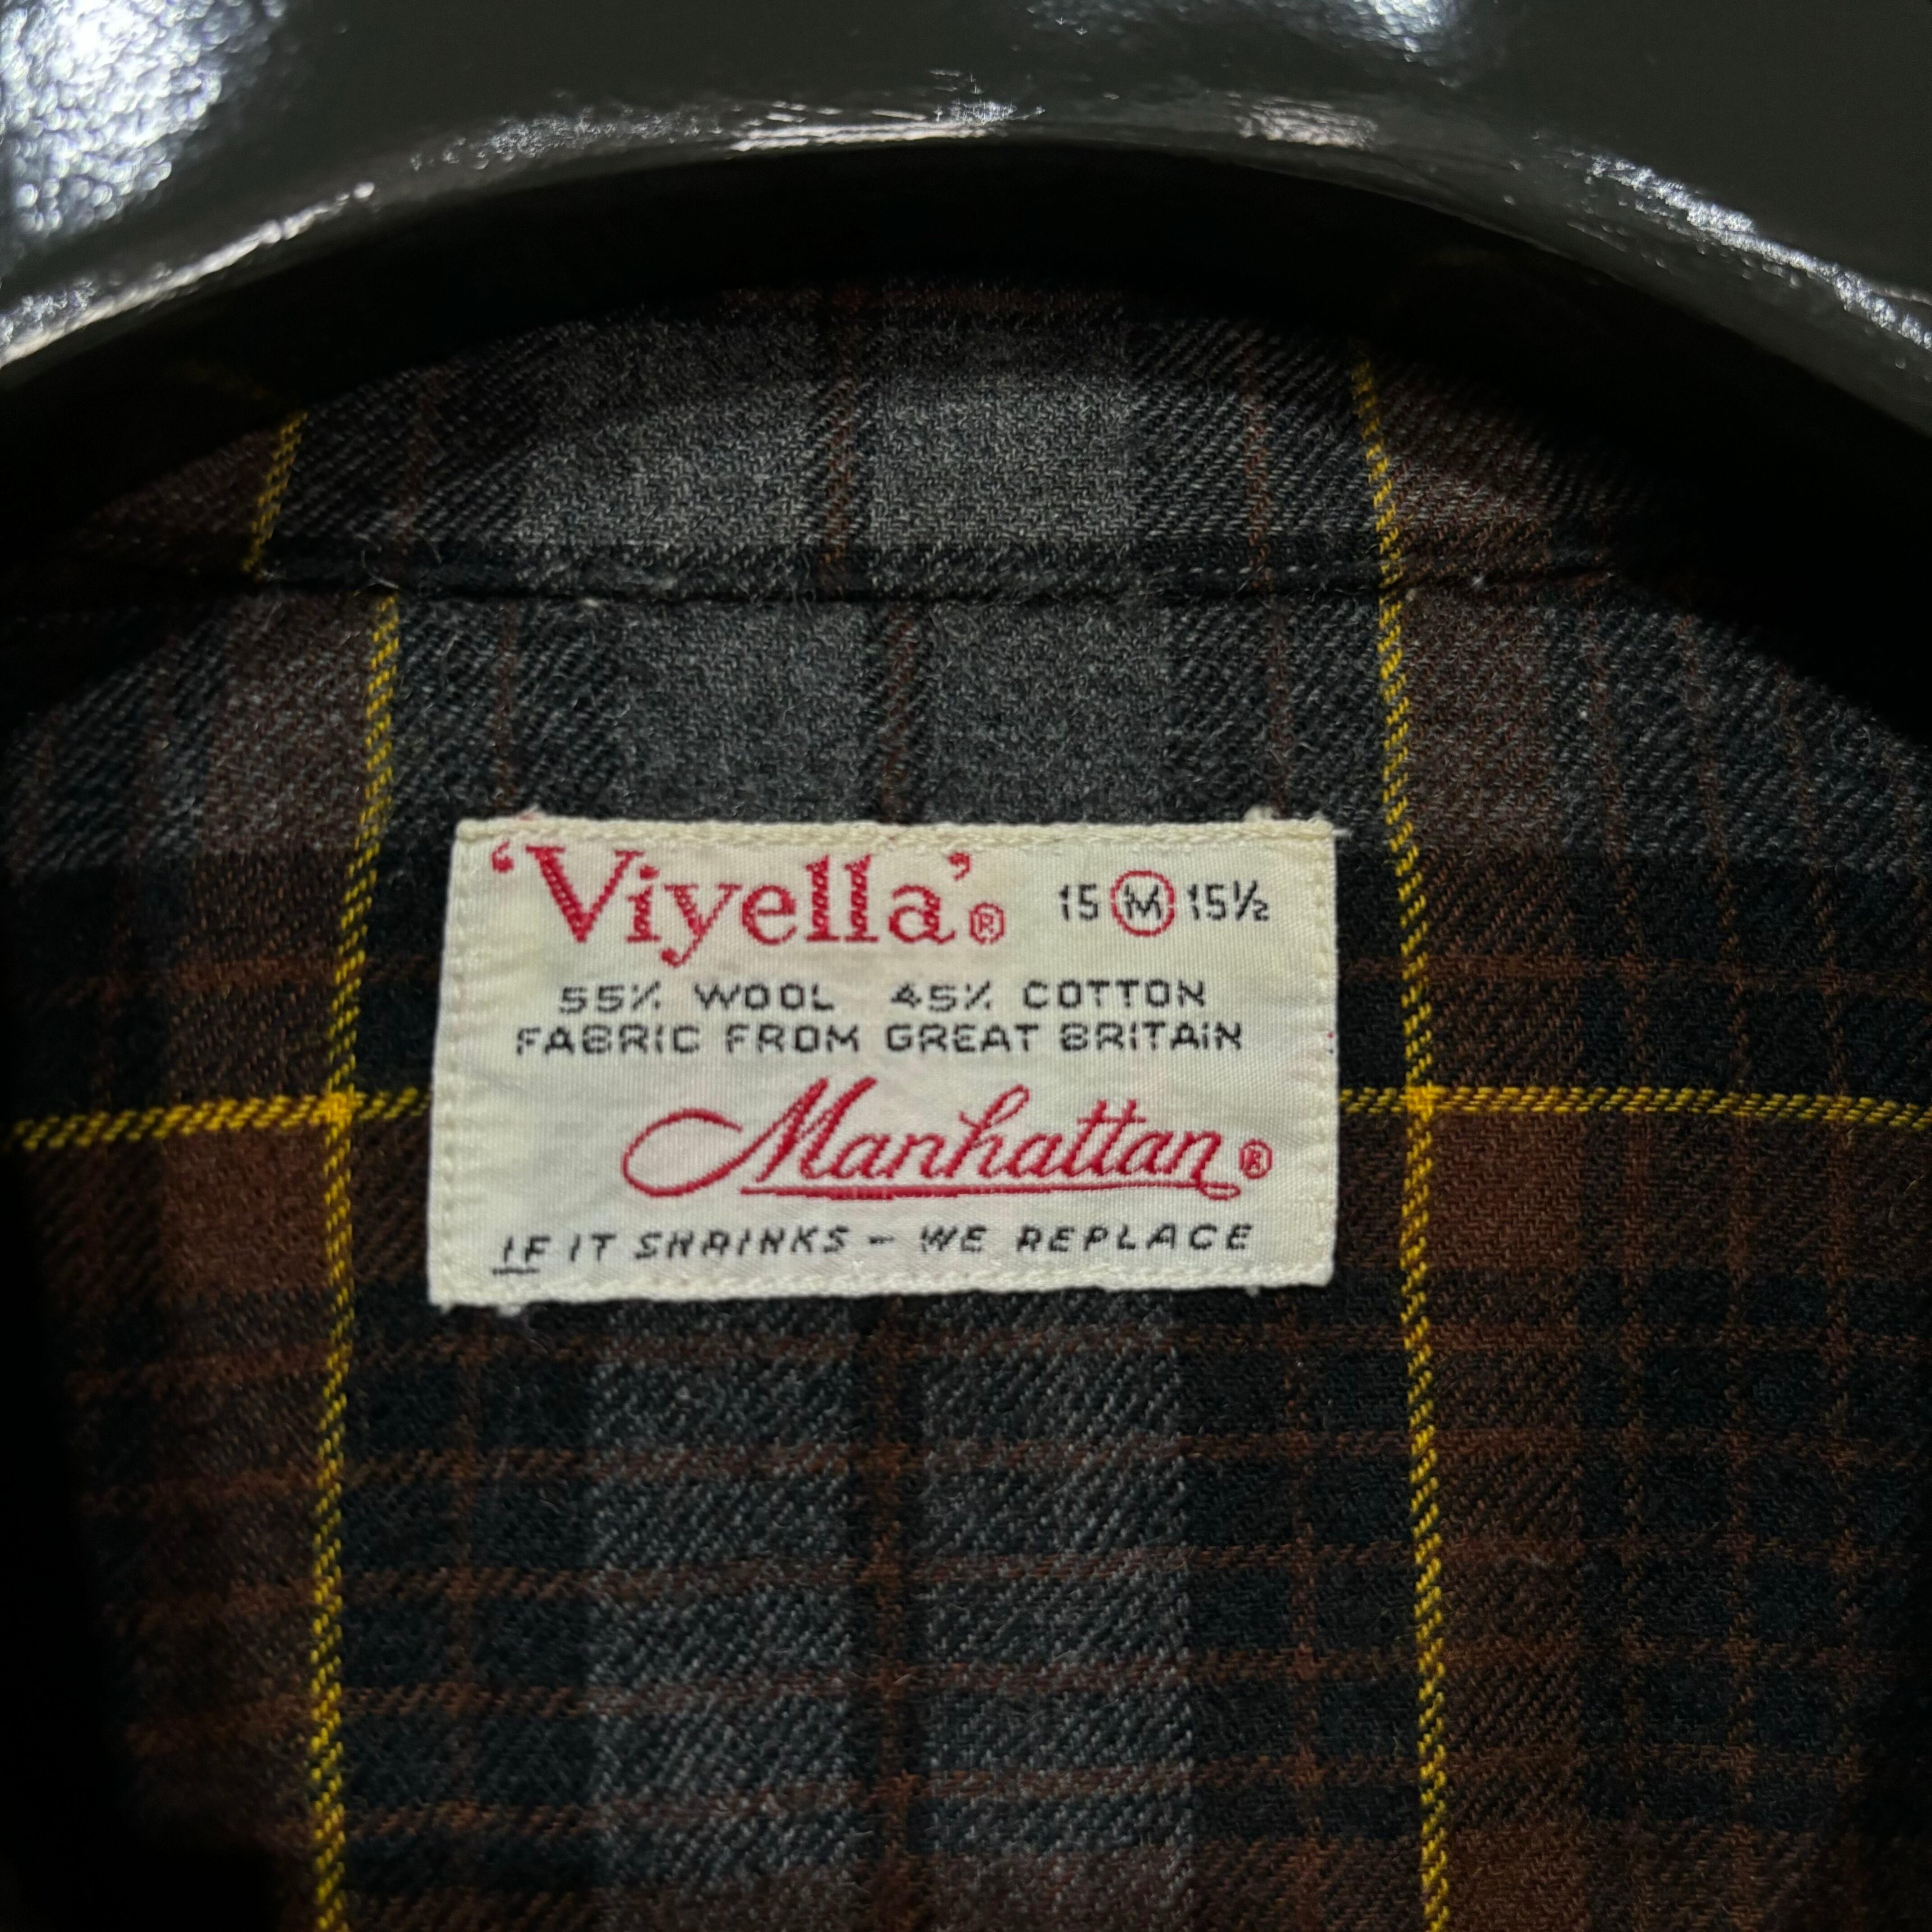 ‘Viyella’® 15 M 15½
55% WOOL 45% COTTON
FABRIC FROM GREAT BRITAIN
Manhattan®
IF IT SHRINKS – WE REPLACE